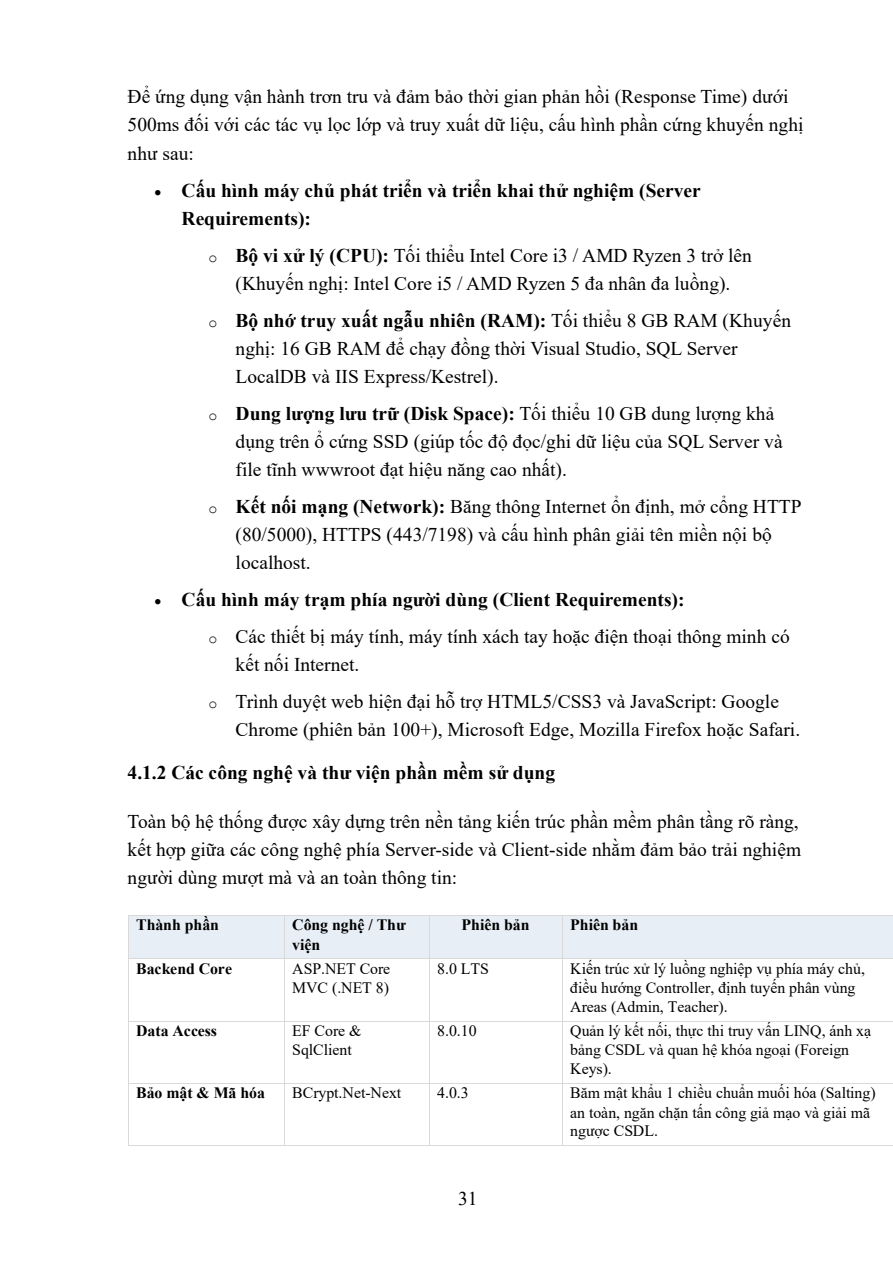 Để ứng dụng vận hành trơn tru và đảm bảo thời gian phản hồi (Response Time) dưới
500ms đối với các tác vụ lọc lớp và truy xuất dữ liệu, cấu hình phần cứng khuyến nghị
như sau:
• Cấu hình máy chủ phát triển và triển khai thử nghiệm (Server
Requirements):
o Bộ vi xử lý (CPU): Tối thiểu Intel Core i3 / AMD Ryzen 3 trở lên
(Khuyến nghị: Intel Core i5 / AMD Ryzen 5 đa nhân đa luồng).
o Bộ nhớ truy xuất ngẫu nhiên (RAM): Tối thiểu 8 GB RAM (Khuyến
nghị: 16 GB RAM để chạy đồng thời Visual Studio, SQL Server
LocalDB và IIS Express/Kestrel).
o Dung lượng lưu trữ (Disk Space): Tối thiểu 10 GB dung lượng khả
dụng trên ổ cứng SSD (giúp tốc độ đọc/ghi dữ liệu của SQL Server và
file tĩnh wwwroot đạt hiệu năng cao nhất).
o Kết nối mạng (Network): Băng thông Internet ổn định, mở cổng HTTP
(80/5000), HTTPS (443/7198) và cấu hình phân giải tên miền nội bộ
localhost.
• Cấu hình máy trạm phía người dùng (Client Requirements):
o Các thiết bị máy tính, máy tính xách tay hoặc điện thoại thông minh có
kết nối Internet.
o Trình duyệt web hiện đại hỗ trợ HTML5/CSS3 và JavaScript: Google
Chrome (phiên bản 100+), Microsoft Edge, Mozilla Firefox hoặc Safari.
4.1.2 Các công nghệ và thư viện phần mềm sử dụng
Toàn bộ hệ thống được xây dựng trên nền tảng kiến trúc phần mềm phân tầng rõ ràng,
kết hợp giữa các công nghệ phía Server-side và Client-side nhằm đảm bảo trải nghiệm
người dùng mượt mà và an toàn thông tin:
Thành phần
Công nghệ / Thư
viện
Phiên bản
Phiên bản
Backend Core
ASP.NET Core
MVC (.NET 8)
8.0 LTS
Kiến trúc xử lý luồng nghiệp vụ phía máy chủ,
điều hướng Controller, định tuyến phân vùng
Areas (Admin, Teacher).
Data Access
EF Core &
SqlClient
8.0.10
Quản lý kết nối, thực thi truy vấn LINQ, ánh xạ
bảng CSDL và quan hệ khóa ngoại (Foreign
Keys).
Bảo mật & Mã hóa
BCrypt.Net-Next
4.0.3
Băm mật khẩu 1 chiều chuẩn muối hóa (Salting)
an toàn, ngăn chặn tấn công giả mạo và giải mã
ngược CSDL.
31